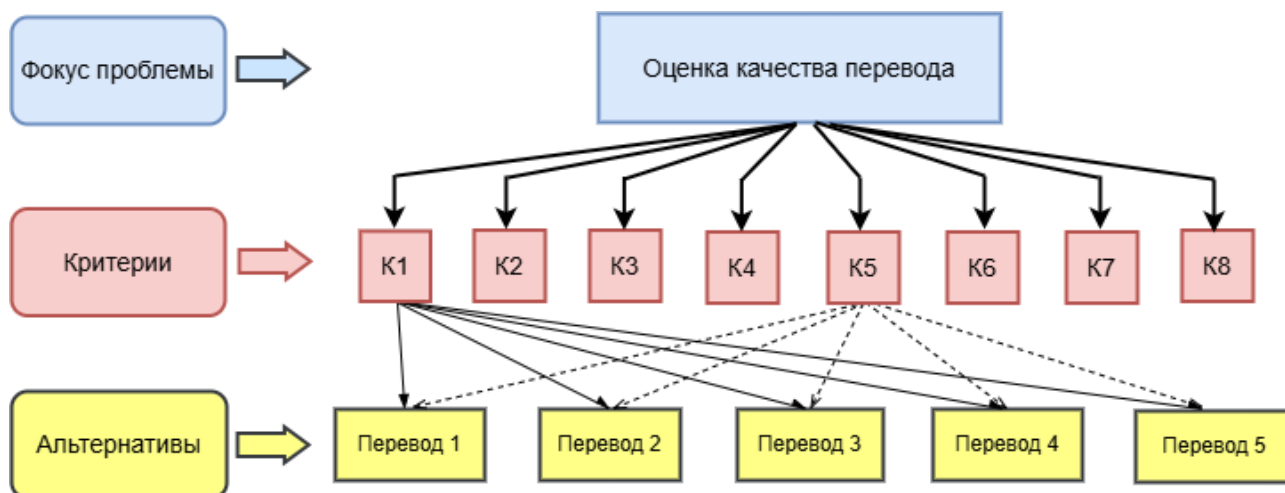 Фокус проблемы
Оценка качества перевода
Критерии
К1
К2
К3
К4
К5
К6
К7
К8
Альтернативы
Перевод 1
Перевод 2
Перевод 3
Перевод 4
Перевод 5